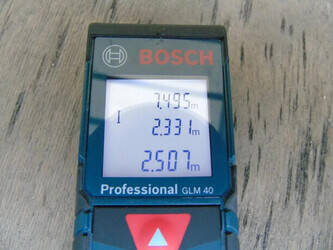 BOSCH
7.495m
2.331m
2.507m
Professional GLM 40